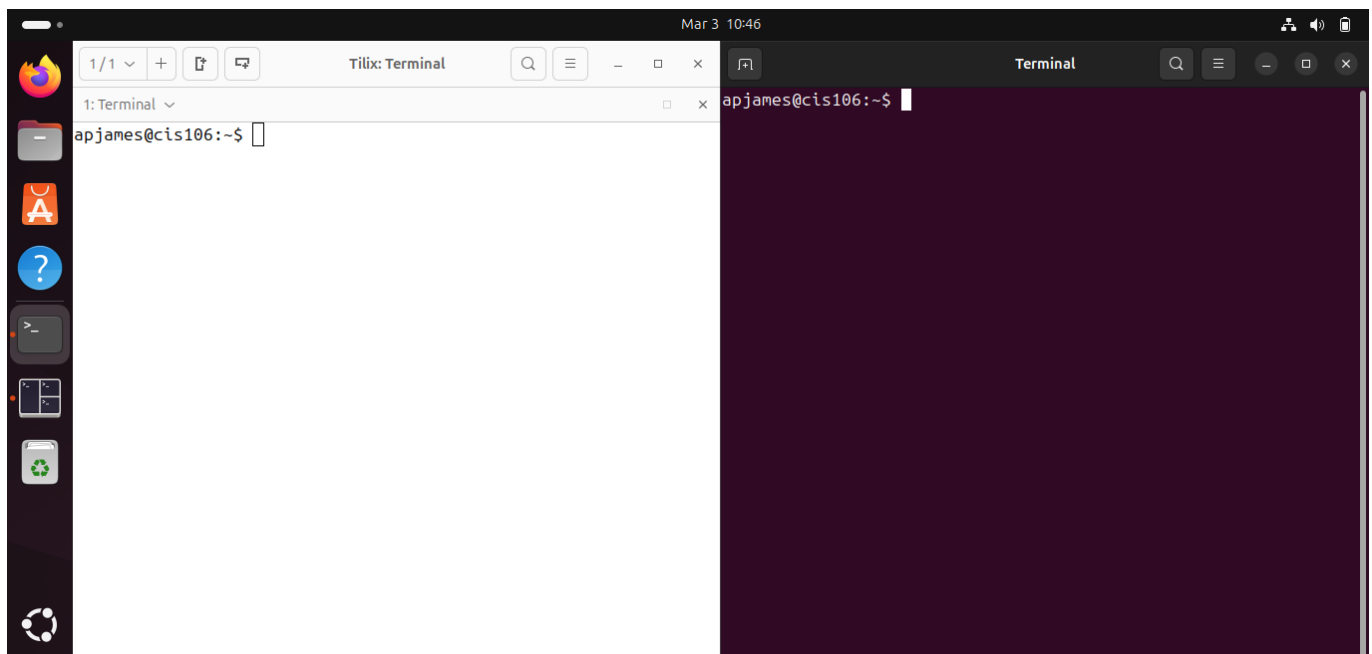 Mar 3 10:46
1/1
Tilix: Terminal
1: Terminal
apjames@cis106:~$
Terminal
apjames@cis106:~$